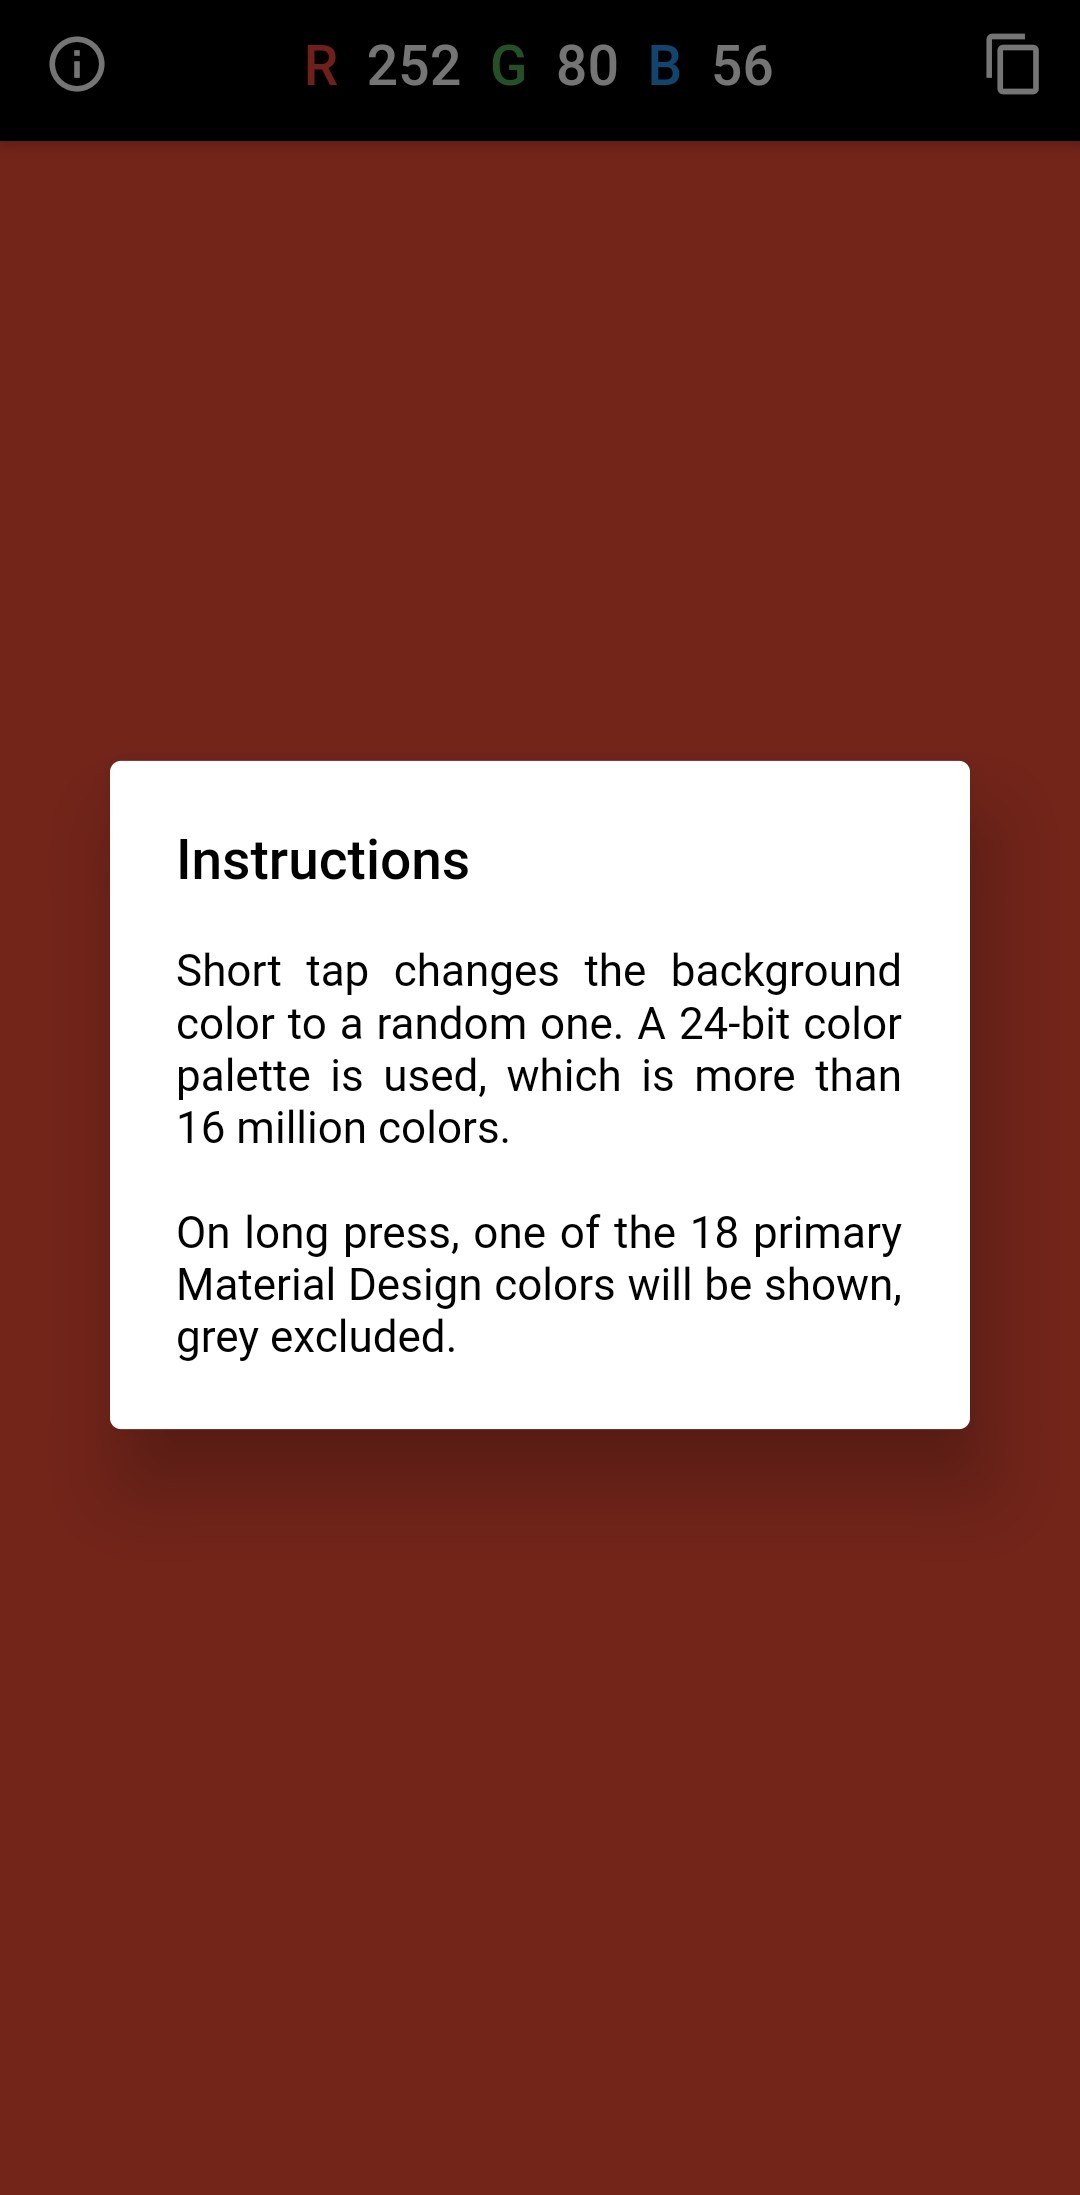 R 252 G 80 B 56
Instructions
Short tap changes the background
color to a random one. A 24-bit color
palette is used, which is more than
16 million colors.
On long press, one of the 18 primary
Material Design colors will be shown,
grey excluded.